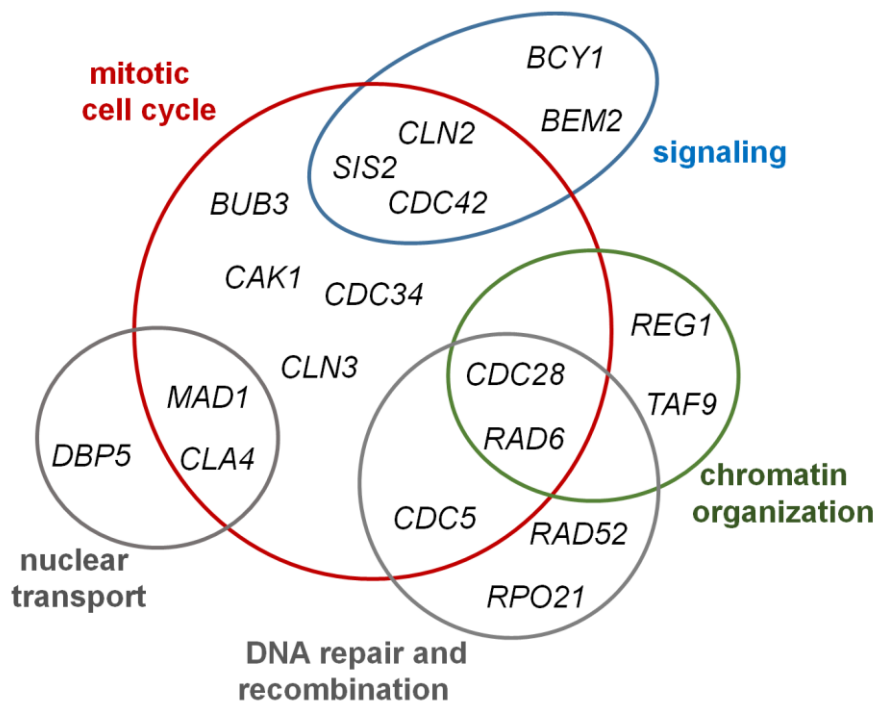 BCY1
mitotic
cell cycle
BEM2
CLN2
signaling
SIS2
CDC42
BUB3
CAK1
CDC34
REG1
CLN3
CDC28
MAD1
TAF9
RAD6
DBP5
CLA4
chromatin
organization
CDC5
RAD52
nuclear
transport
RPO21
DNA repair and
recombination